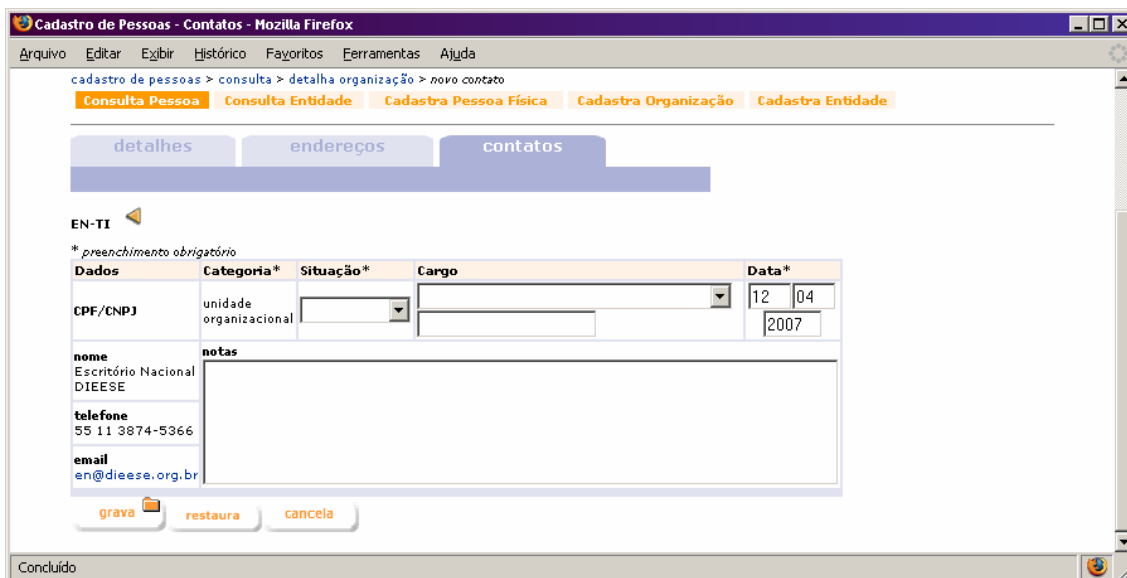 Cadastro de Pessoas - Contatos - Mozilla Firefox
Arquivo Editar Exibir Histórico Favoritos Ferramentas Ajuda
cadastro de pessoas > consulta > detalha organização > novo contato
Consulta Pessoa Consulta Entidade Cadastra Pessoa Física Cadastra Organização Cadastra Entidade
detalhes endereços contatos
EN-TI
* preenchimento obrigatório
Dados Categoria* Situação* Cargo Data*
CPF/CNPJ
unidade
organizacional
12 04
2007
nome
Escritório Nacional
DIEESE
notas
telefone
55 11 3874-5366
email
en@dieese.org.br
grava restaura cancela
Concluído